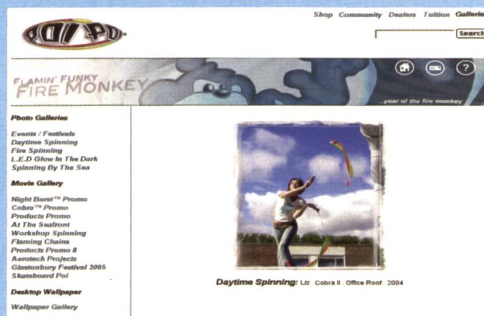 Shop Community Dealers Tuition Galleries
POI PU
Search
FLAMIN' FUNKY
FIRE MONKEY
?
year of the fire monkey
Photo Galleries
Events / Festivals
Daytime Spinning
Fire Spinning
L.E.D Glow In The Dark
Spinning By The Sea
Movie Gallery
Night Burst™ Promo
Cobra™ Promo
Products Promo
At The Seafront
Workshop Spinning
Flaming Chains
Products Promo II
Aerotech Projects
Glastonbury Festival 2005
Skateboard Poi
Desktop Wallpaper
Wallpaper Gallery
Daytime Spinning: Liz . Cobra II . Office Roof . 2004